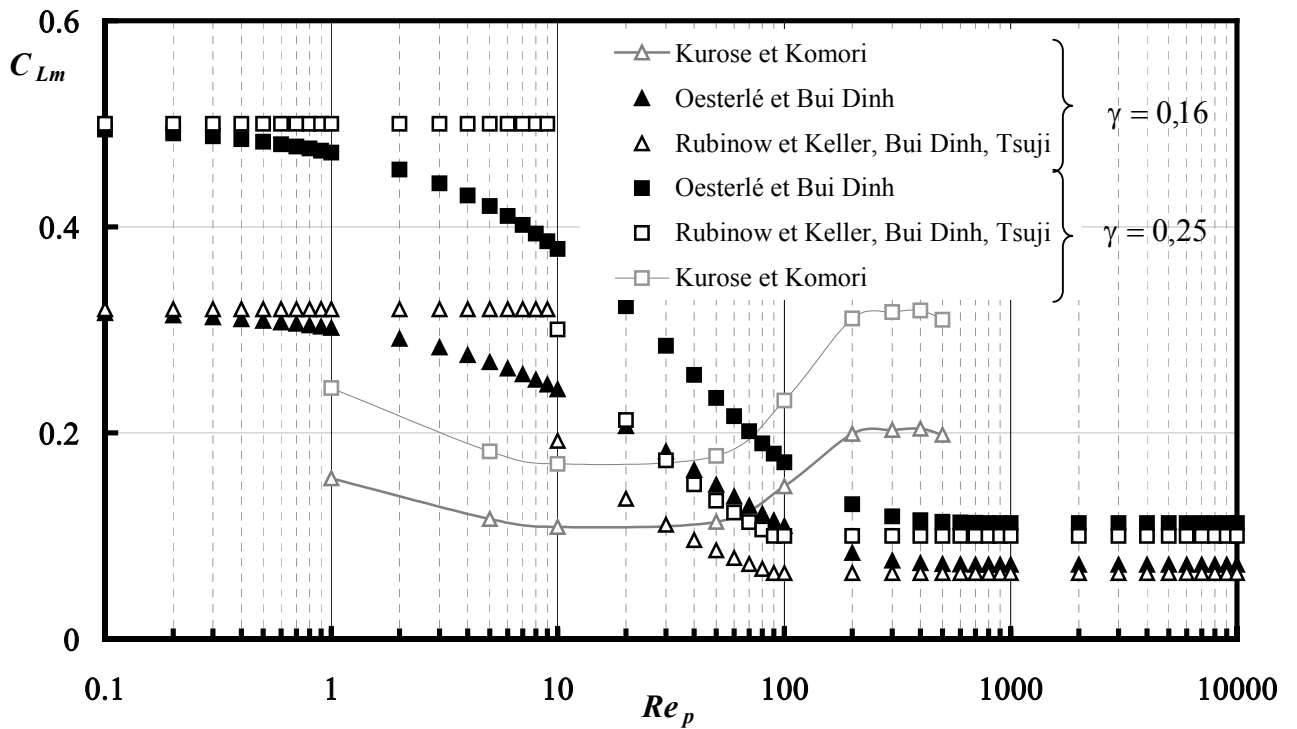 0.6
C Lm
0.4
0.2
0
Kurose et Komori
Oesterlé et Bui Dinh
Rubinow et Keller, Bui Dinh, Tsuji
γ = 0,16
Oesterlé et Bui Dinh
Rubinow et Keller, Bui Dinh, Tsuji
Kurose et Komori
γ = 0,25
0.1 1 10 100 1000 10000
Re p